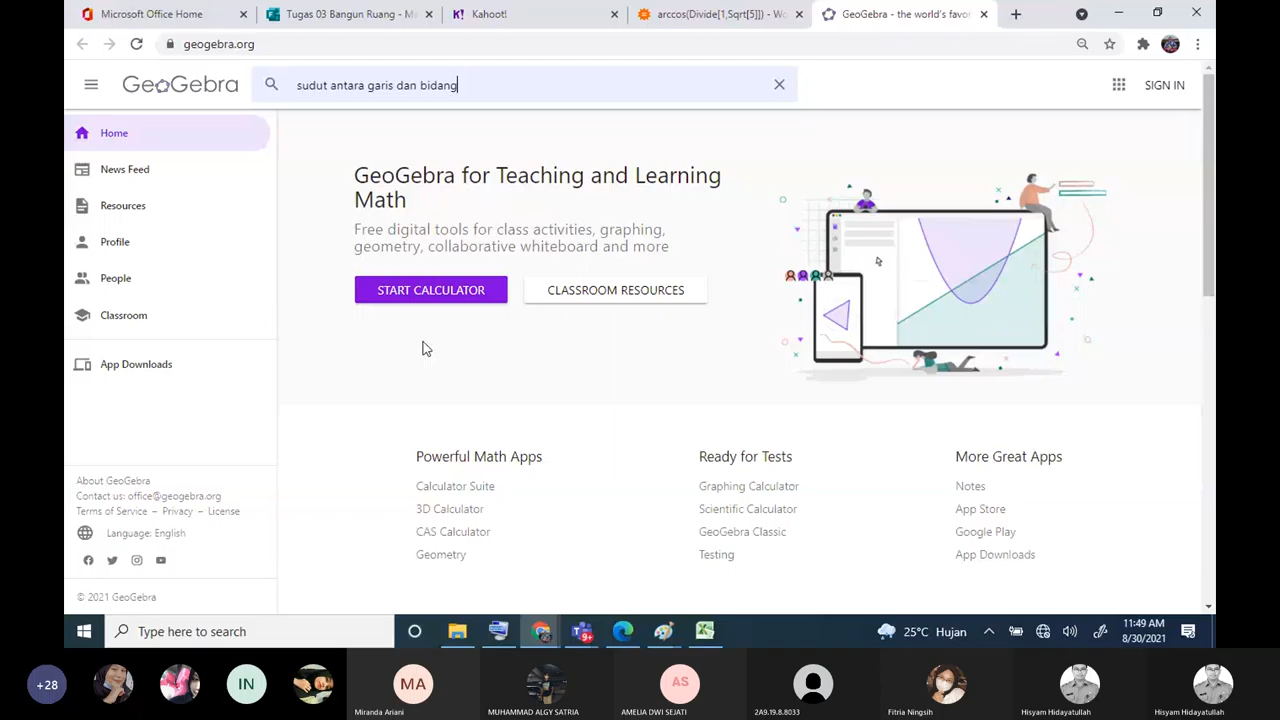 Microsoft Office Home
Tugas 03 Bangun Ruang - M
Kahoot!
arccos(Divide[1,Sqrt[5]]) - Wo
GeoGebra - the world's favo
geogebra.org
GeoGebra
sudut antara garis dan bidang
SIGN IN
Home
News Feed
Resources
Profile
People
Classroom
App Downloads
GeoGebra for Teaching and Learning
Math
Free digital tools for class activities, graphing,
geometry, collaborative whiteboard and more
START CALCULATOR
CLASSROOM RESOURCES
Powerful Math Apps
Calculator Suite
3D Calculator
CAS Calculator
Geometry
Ready for Tests
Graphing Calculator
Scientific Calculator
GeoGebra Classic
Testing
More Great Apps
Notes
App Store
Google Play
App Downloads
About GeoGebra
Contact us: office@geogebra.org
Terms of Service – Privacy – License
Language: English
© 2021 GeoGebra
Type here to search
9+
25°C Hujan
11:49 AM
8/30/2021
+28
IN
MA
Miranda Ariani
MUHAMMAD ALGY SATRIA
AS
AMELIA DWI SEJATI
2A9.19.8.8033
Fitria Ningsih
Hisyam Hidayatullah
Hisyam Hidayatullah